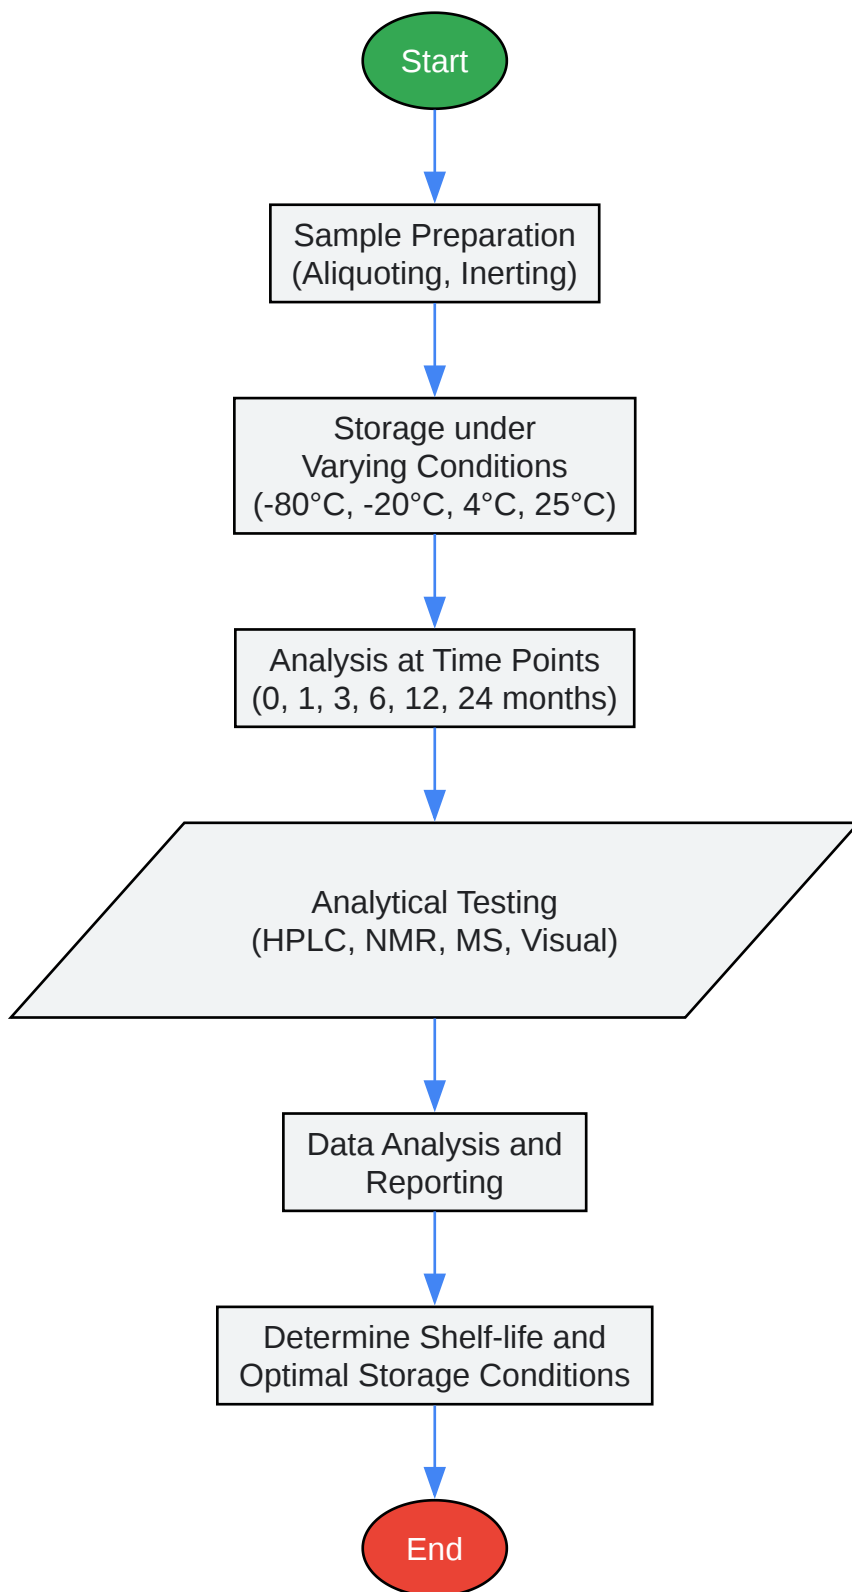 Start
Sample Preparation
(Aliquoting, Inerting)
Storage under
Varying Conditions
(-80°C, -20°C, 4°C, 25°C)
Analysis at Time Points
(0, 1, 3, 6, 12, 24 months)
Analytical Testing
(HPLC, NMR, MS, Visual)
Data Analysis and
Reporting
Determine Shelf-life and
Optimal Storage Conditions
End